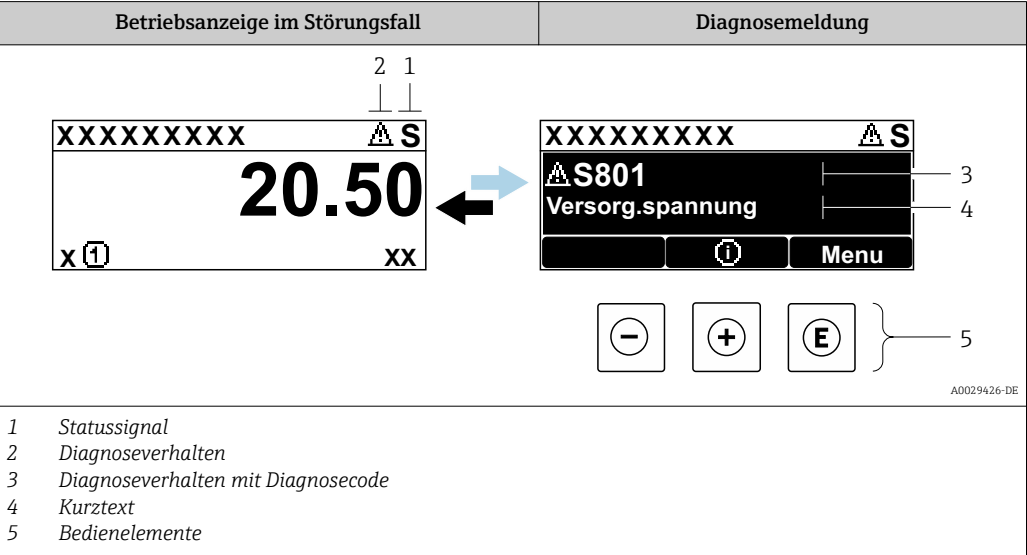 Betriebsanzeige im Störungsfall
Diagnosemeldung
2 1
XXXXXXXXX ⚠ S
20.50
x ① xx
XXXXXXXXX ⚠ S
⚠ S801
Versorg.spannung
ⓘ Menu
3
4
− + E
5
A0029426-DE
1 Statussignal
2 Diagnoseverhalten
3 Diagnoseverhalten mit Diagnosecode
4 Kurztext
5 Bedienelemente